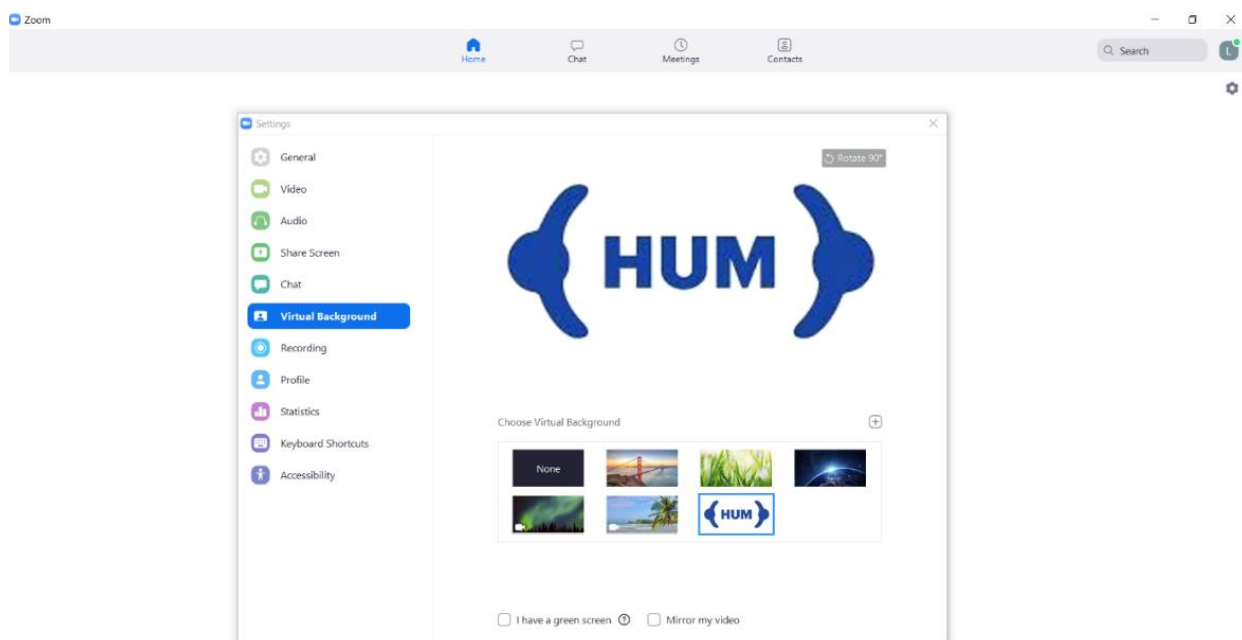 Zoom
Home
Chat
Meetings
Contacts
Search
L
Settings
General
Video
Audio
Share Screen
Chat
Virtual Background
Recording
Profile
Statistics
Keyboard Shortcuts
Accessibility
Rotate 90°
HUM
Choose Virtual Background
None
HUM
I have a green screen
Mirror my video